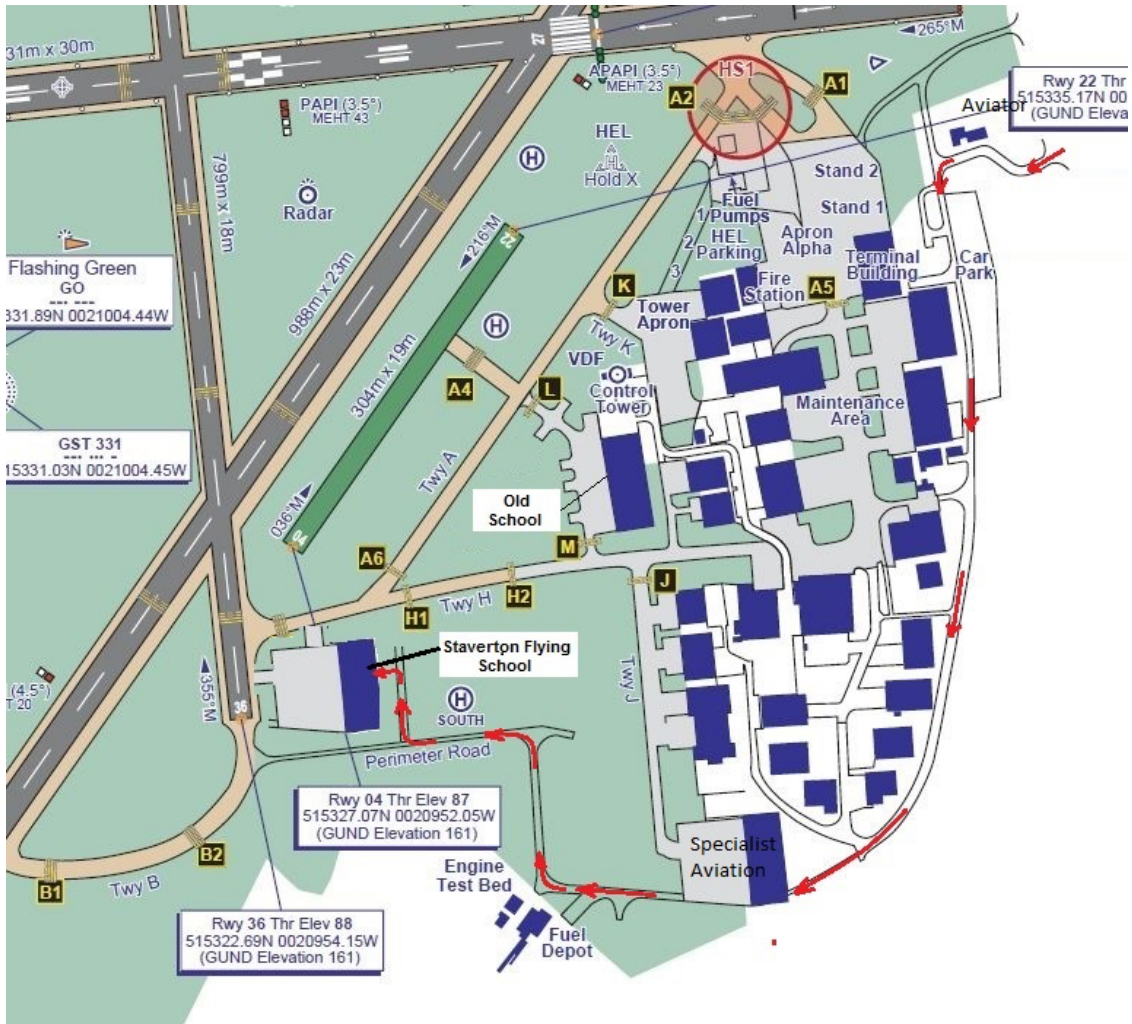 31m x 30m
27
265°M
APAPI (3.5°)
MEHT 23
HS1
A2
A1
PAPI (3.5°)
MEHT 43
Rwy 22 Thr
515335.17N 00
(GUND Eleva
Aviator
HEL
H
H
Hold X
Stand 2
799m x 18m
Radar
216°M
22
Fuel
Pumps
1
2
3
HEL
Parking
Stand 1
Apron
Alpha
Terminal
Building
Car
Park
Flashing Green
GO
331.89N 0021004.44W
988m x 23m
K
Fire
Station
A5
Tower
Apron
Twy K
H
304m x 19m
A4
VDF
L
Control
Tower
Maintenance
Area
GST 331
15331.03N 0021004.45W
Twy A
Old
School
036°M
04
M
A6
J
Twy H
H1
H2
Staverton Flying
School
Twy J
(4.5°)
T 20
355°M
36
H
SOUTH
Perimeter Road
Rwy 04 Thr Elev 87
515327.07N 0020952.05W
(GUND Elevation 161)
Specialist
Aviation
B2
B1
Twy B
Engine
Test Bed
Fuel
Depot
Rwy 36 Thr Elev 88
515322.69N 0020954.15W
(GUND Elevation 161)